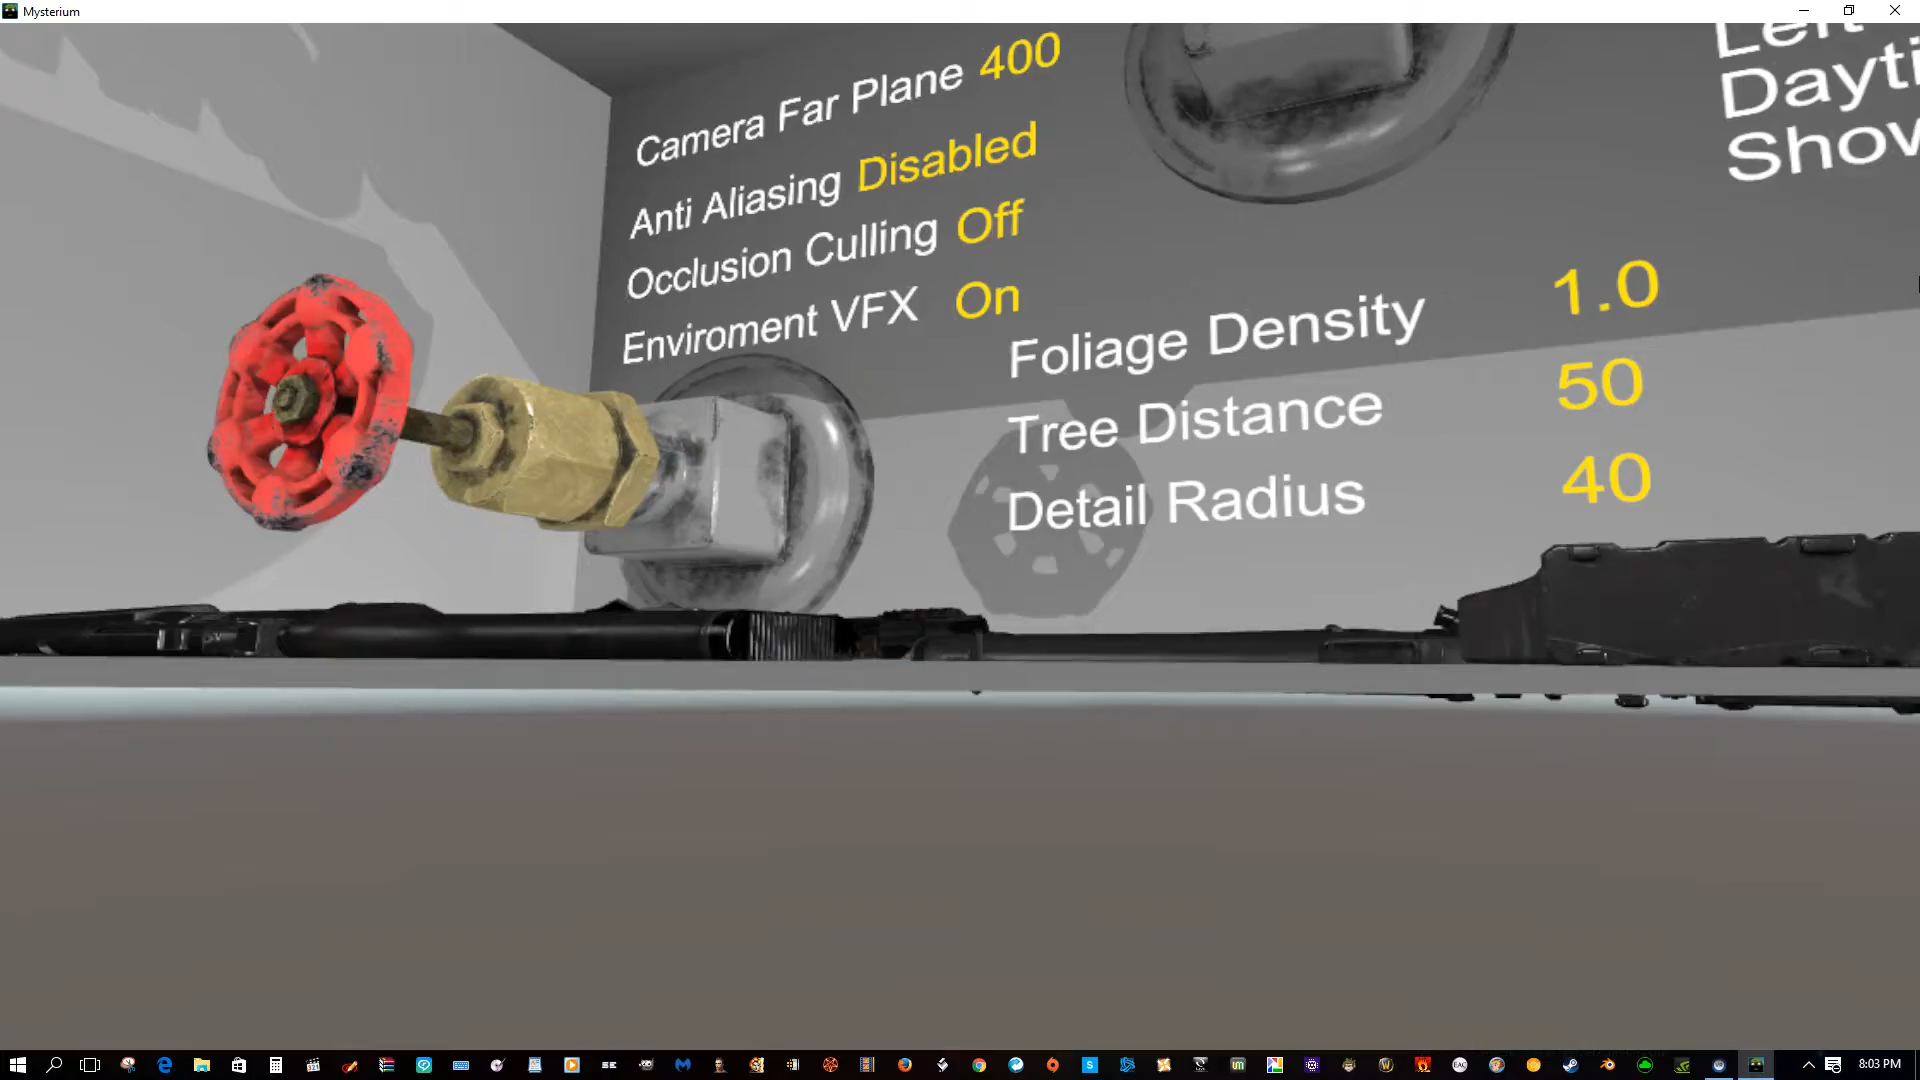 Mysterium
Camera Far Plane 400
Anti Aliasing Disabled
Occlusion Culling Off
Enviroment VFX On
Foliage Density 1.0
Tree Distance 50
Detail Radius 40
8:03 PM